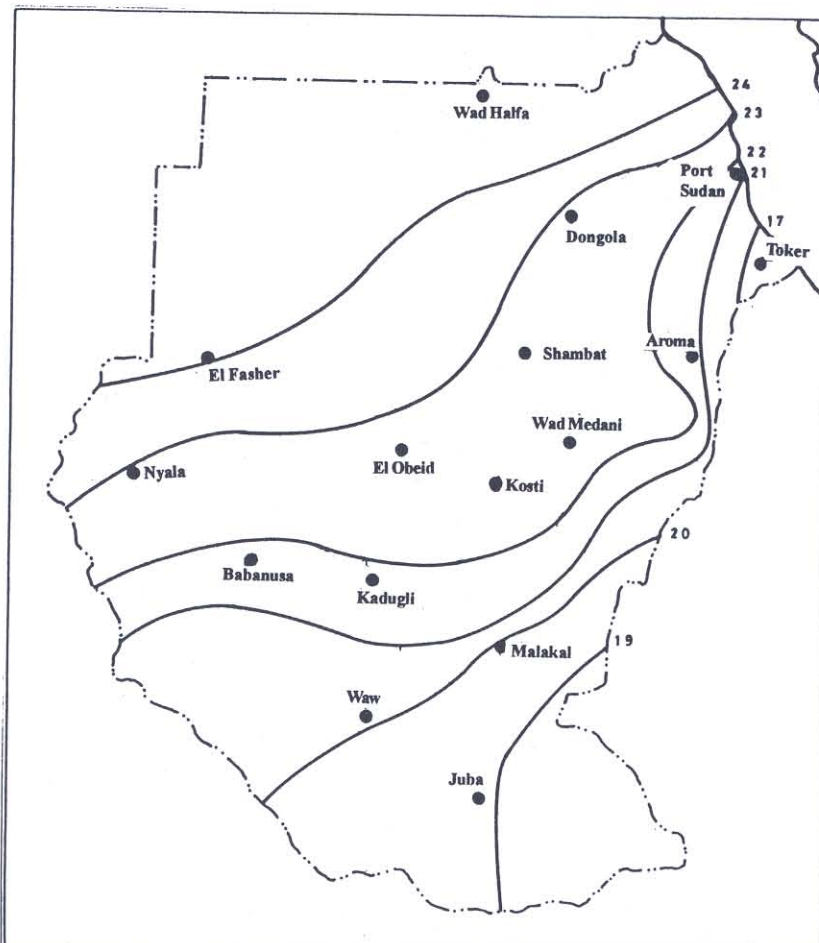 24
Wad Halfa
23
22
Port
Sudan
21
17
Dongola
Toker
Aroma
Shambat
El Fasher
Wad Medani
El Obeid
Nyala
Kosti
20
Babanusa
Kadugli
19
Malakal
Waw
Juba